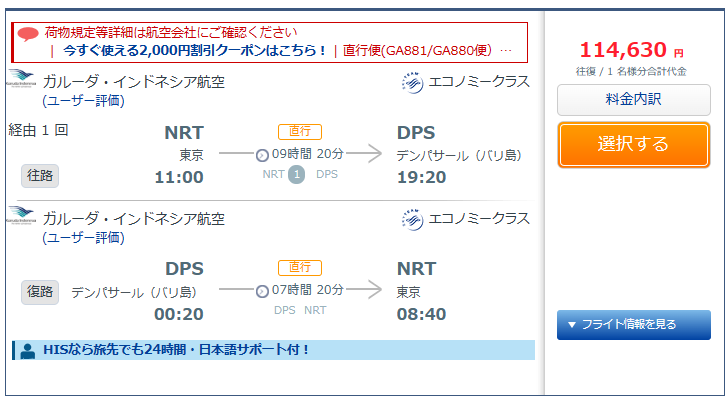 荷物規定等詳細は航空会社にご確認ください
| 今すぐ使える2,000円割引クーポンはこちら！ | 直行便(GA881/GA880便) …
ガルーダ・インドネシア航空
エコノミークラス
(ユーザー評価)
経由 1 回
NRT
直行
DPS
東京
09時間 20分
デンパサール（バリ島）
往路
11:00
NRT 1 DPS
19:20
ガルーダ・インドネシア航空
エコノミークラス
(ユーザー評価)
DPS
直行
NRT
復路
デンパサール（バリ島）
07時間 20分
東京
00:20
DPS NRT
08:40
HISなら旅先でも24時間・日本語サポート付！
114,630 円
往復 / 1 名様分合計代金
料金内訳
選択する
▼ フライト情報を見る